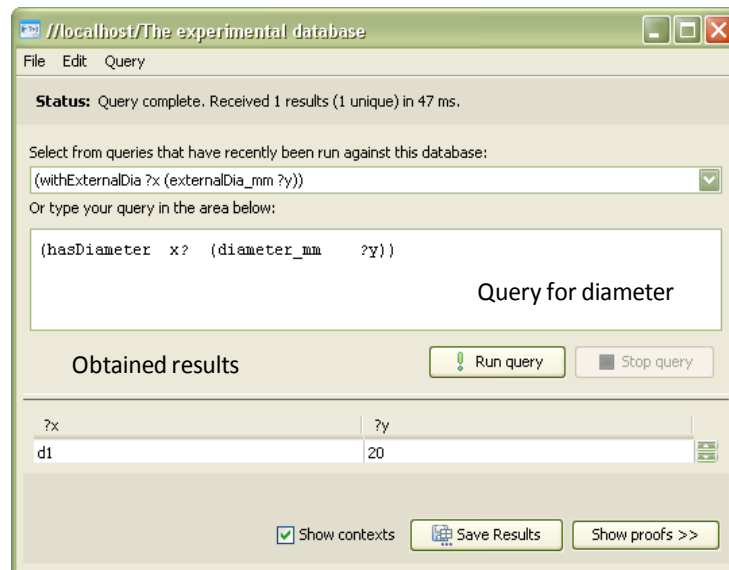 //localhost/The experimental database
File Edit Query
Status: Query complete. Received 1 results (1 unique) in 47 ms.
Select from queries that have recently been run against this database:
(withExternalDia ?x (externalDia_mm ?y))
Or type your query in the area below:
(hasDiameter x? (diameter_mm ?y))
Query for diameter
Obtained results
Run query Stop query
?x ?y
d1 20
Show contexts Save Results Show proofs >>